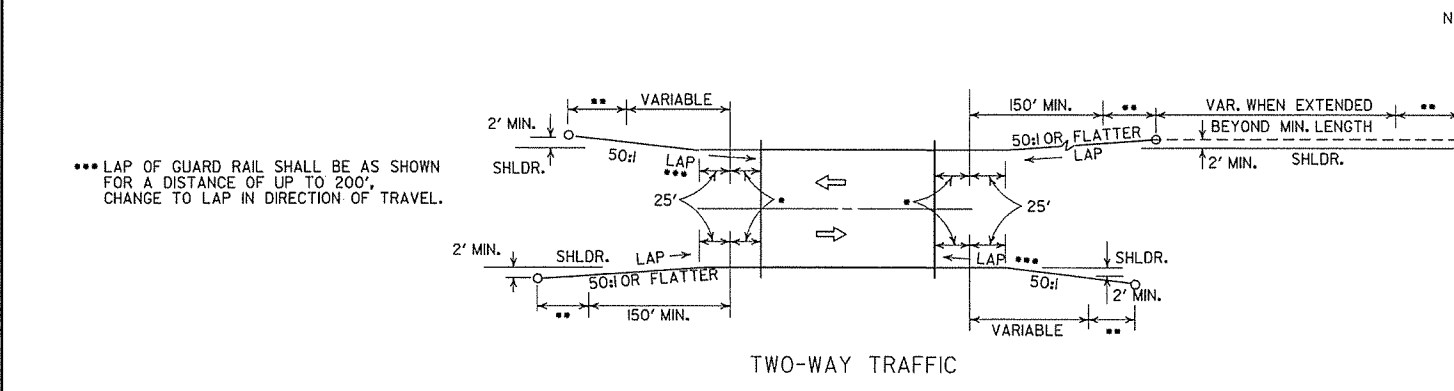 N
** VARIABLE
150' MIN. ** VAR. WHEN EXTENDED **
2' MIN.
50:1 OR FLATTER BEYOND MIN. LENGTH
SHLDR. 50:1 LAP LAP 2' MIN. SHLDR.
***
*** LAP OF GUARD RAIL SHALL BE AS SHOWN
FOR A DISTANCE OF UP TO 200',
CHANGE TO LAP IN DIRECTION OF TRAVEL.
25' * * 25'
2' MIN. SHLDR. LAP LAP *** SHLDR.
50:1 OR FLATTER 50:1 2' MIN.
** 150' MIN. VARIABLE **
TWO-WAY TRAFFIC